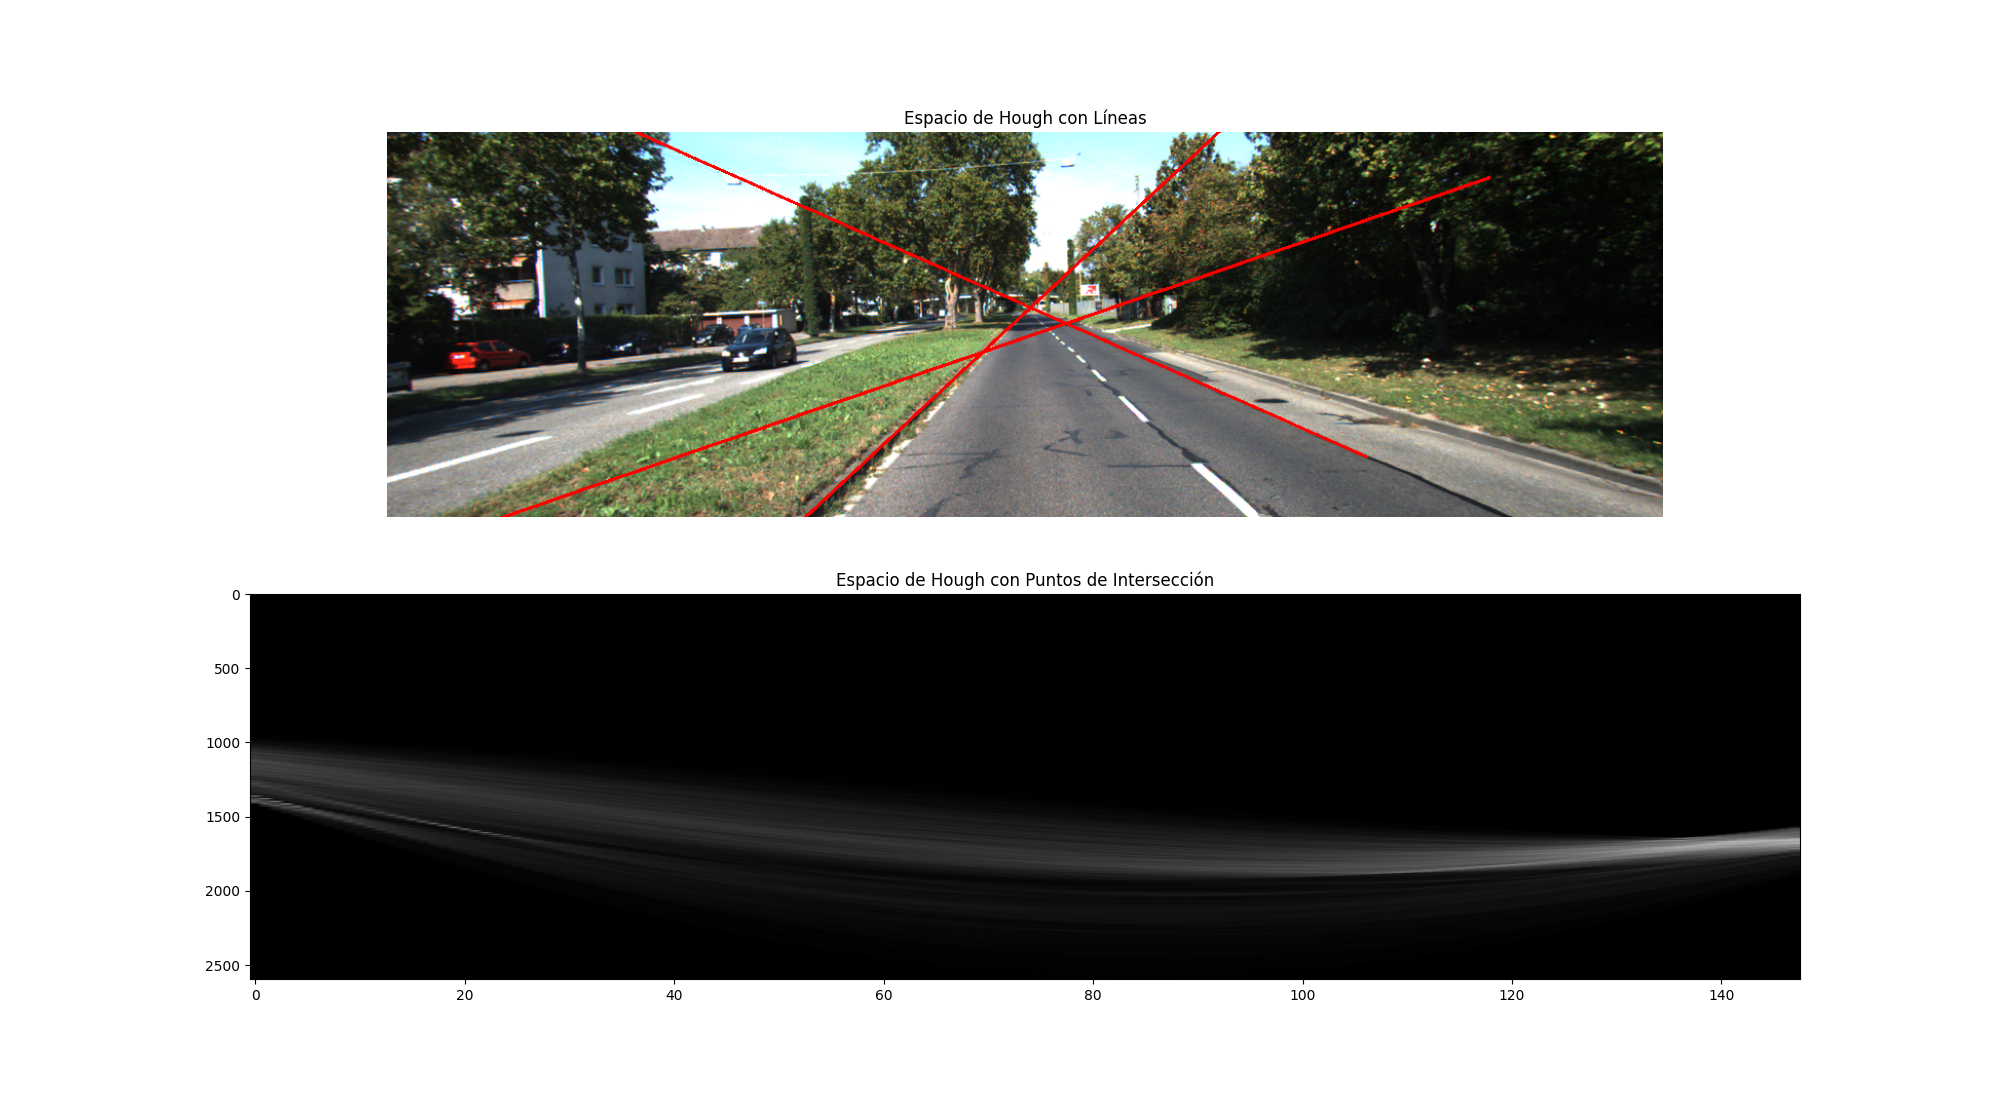 Espacio de Hough con Líneas
Espacio de Hough con Puntos de Intersección
0
500
1000
1500
2000
2500
0 20 40 60 80 100 120 140